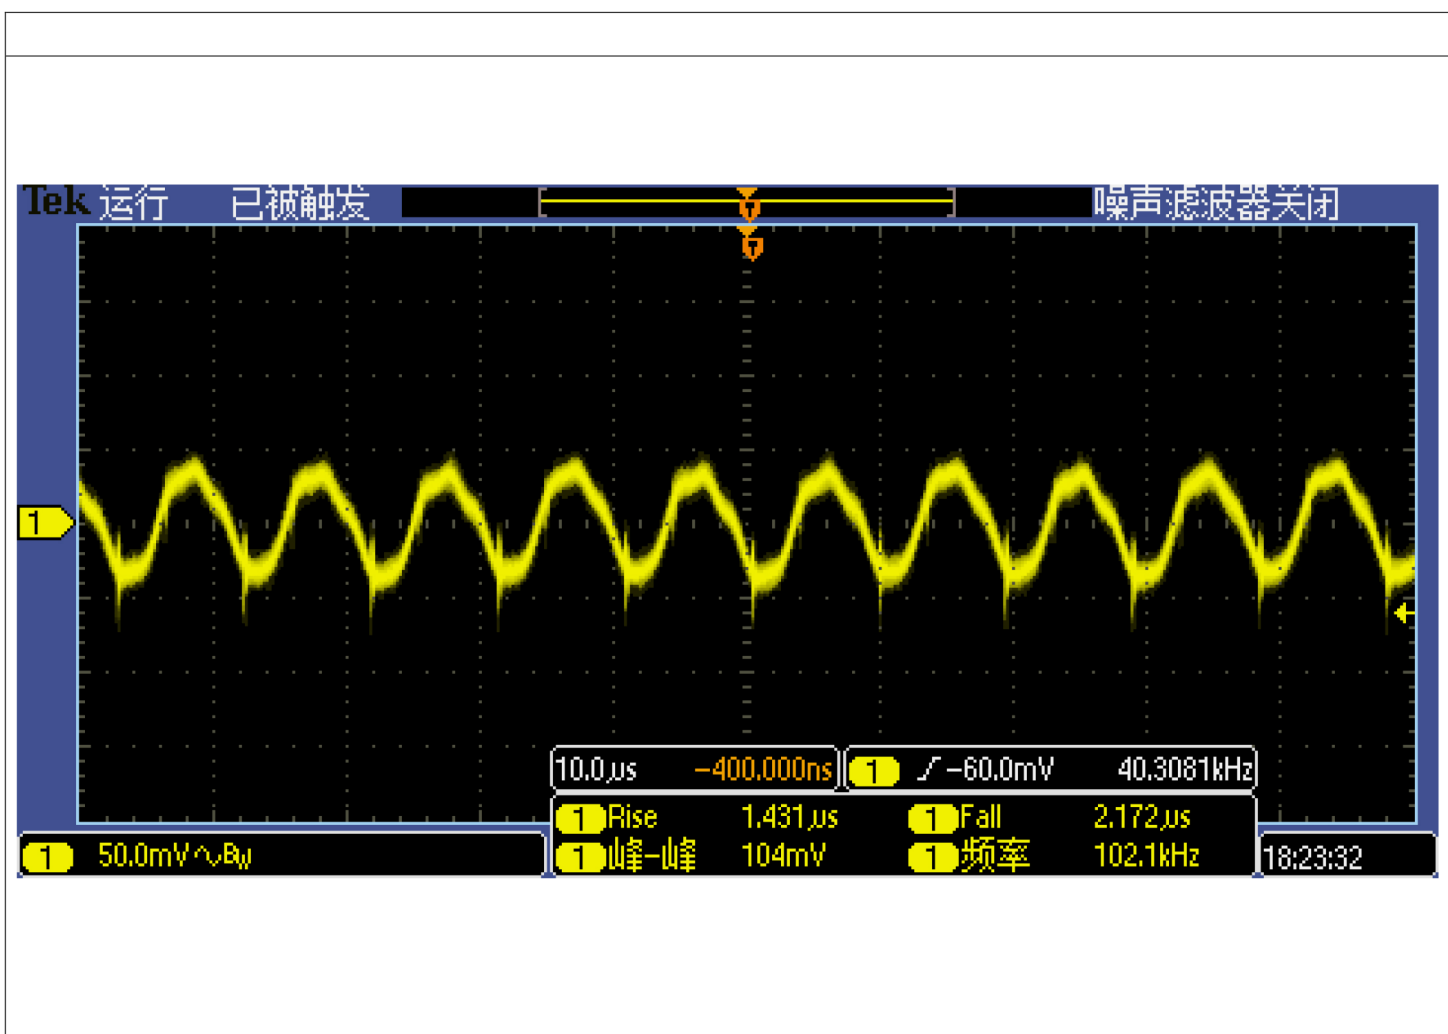 Tek 运行 已被触发 噪声滤波器关闭
T
T
1
10.0µs -400.000ns 1 -60.0mV 40.3081kHz
1 Rise 1.431µs 1 Fall 2.172µs
1 50.0mV BW 1 峰-峰 104mV 1 频率 102.1kHz 18:23:32